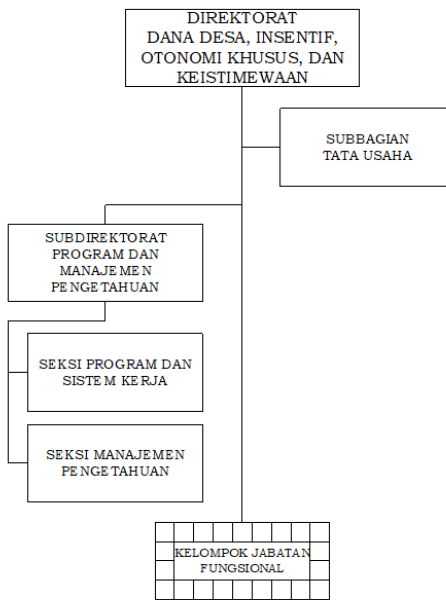 DIREKTORAT
DANA DESA, INSENTIF,
OTONOMI KHUSUS, DAN
KEISTIMEWAAN
SUBBAGIAN
TATA USAHA
SUBDIREKTORAT
PROGRAM DAN
MANAJEMEN
PENGETAHUAN
SEKSI PROGRAM DAN
SISTEM KERJA
SEKSI MANAJEMEN
PENGETAHUAN
KELOMPOK JABATAN
FUNGSIONAL